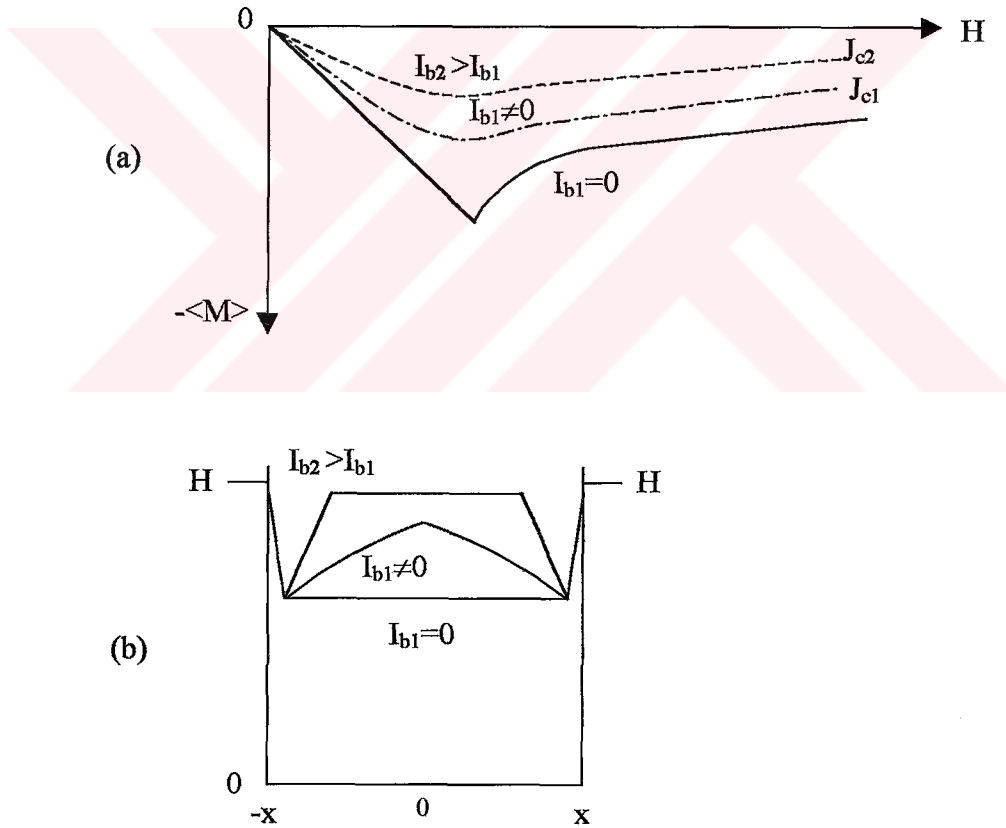 0
H
I_b2 >I_b1
J_c2
I_b1≠0
J_c1
(a)
I_b1=0
-<M>
I_b2 >I_b1
H
H
I_b1≠0
I_b1=0
(b)
0
-x
0
x